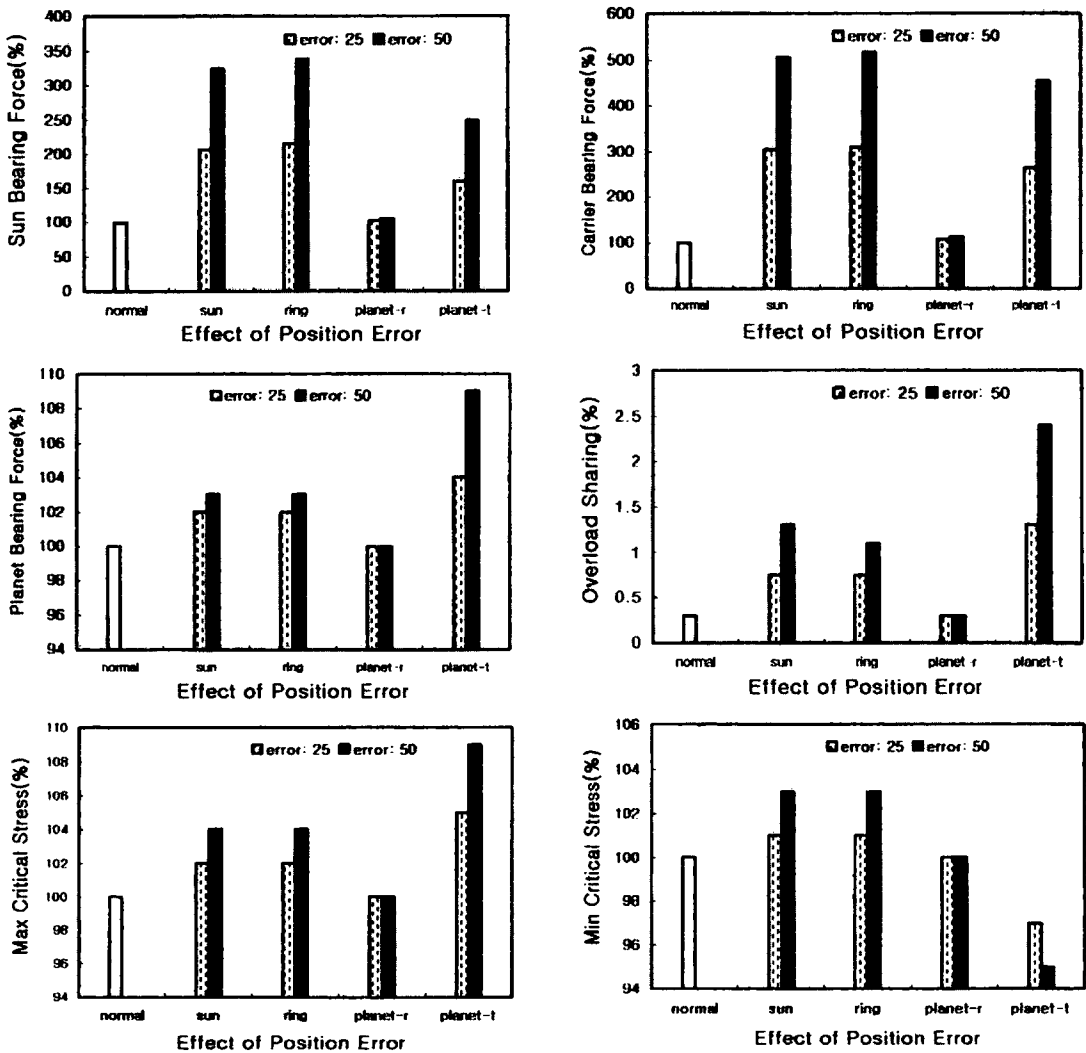 400
350
300
250
200
150
100
50
0
Sun Bearing Force(%)
error: 25 error: 50
normal sun ring planet-r planet-t
Effect of Position Error
600
500
400
300
200
100
0
Carrier Bearing Force(%)
error: 25 error: 50
normal sun ring planet-r planet-t
Effect of Position Error
110
108
106
104
102
100
98
96
94
Planet Bearing Force(%)
error: 25 error: 50
normal sun ring planet-r planet-t
Effect of Position Error
3
2.5
2
1.5
1
0.5
0
Overload Sharing(%)
error: 25 error: 50
normal sun ring planet-r planet-t
Effect of Position Error
110
108
106
104
102
100
98
96
94
Max Critical Stress(%)
error: 25 error: 50
normal sun ring planet-r planet-t
Effect of Position Error
106
104
102
100
98
96
94
Min Critical Stress(%)
error: 25 error: 50
normal sun ring planet-r planet-t
Effect of Position Error